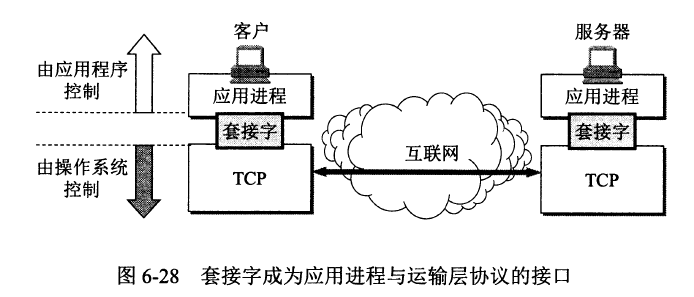 客户
服务器
由应用程序
控制
应用进程
应用进程
套接字
套接字
互联网
由操作系统
控制
TCP
TCP
图 6-28 套接字成为应用进程与运输层协议的接口